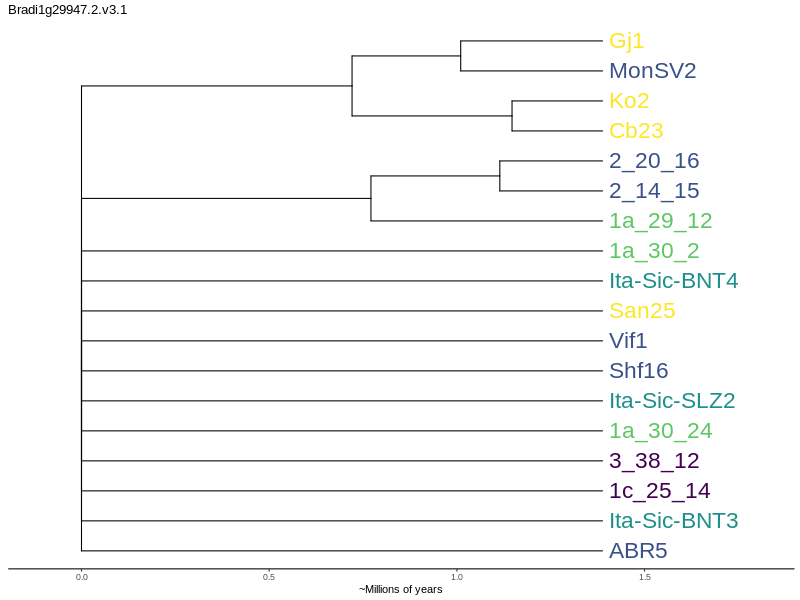 Bradi1g29947.2.v3.1
Gj1
MonSV2
Ko2
Cb23
2_20_16
2_14_15
1a_29_12
1a_30_2
Ita-Sic-BNT4
San25
Vif1
Shf16
Ita-Sic-SLZ2
1a_30_24
3_38_12
1c_25_14
Ita-Sic-BNT3
ABR5
0.0 0.5 1.0 1.5
~Millions of years